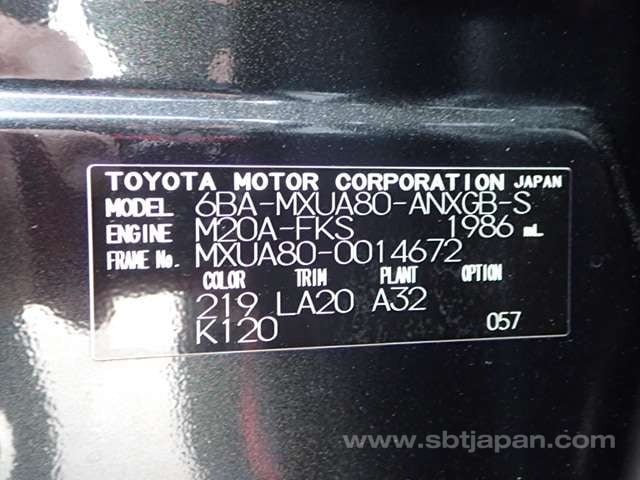 TOYOTA MOTOR CORPORATION JAPAN
MODEL 6BA-MXUA80-ANXGB-S
ENGINE M20A-FKS 1986 mL
FRAME No. MXUA80-0014672
COLOR TRIM PLANT OPTION
219 LA20 A32
K120 057
www.sbtjapan.com